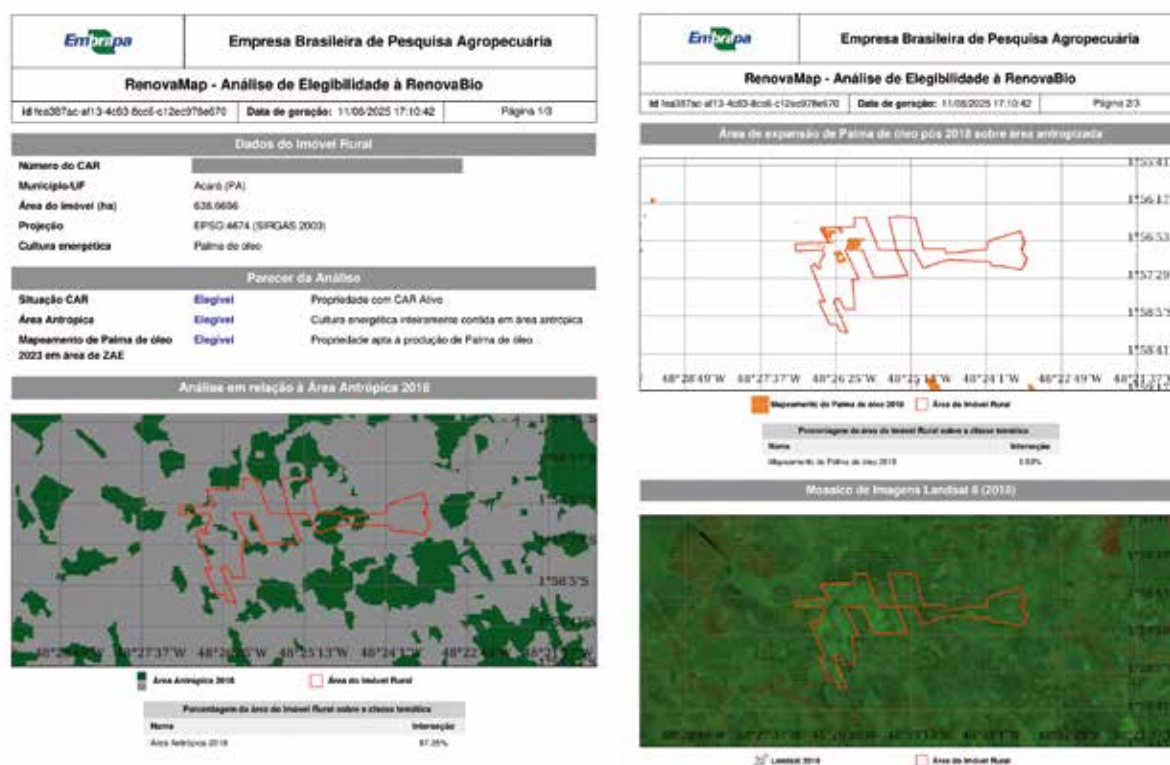 Embrapa
Empresa Brasileira de Pesquisa Agropecuária
RenovaMap - Análise de Elegibilidade à RenovaBio
Data de geração: 11/08/2025 17:10:42
Página 1/3
Dados do Imóvel Rural
Número do CAR
Município/UF Acará (PA)
Área do imóvel (ha)
Projeção EPSG:4674 (SIRGAS 2000)
Cultura energética Palma de óleo
Parecer da Análise
Situação CAR Elegível Propriedade com CAR Ativo
Área Antrópica Elegível Cultura energética inteiramente contida em área antrópica
Mapeamento de Palma de óleo Elegível Propriedade apta à produção de Palma de óleo
2023 em área de ZAE
Análise em relação à Área Antrópica 2018
1°58'5"S
48°27'37"W 48°25'13"W 48°24'1"W
Área Antrópica 2018 Área do Imóvel Rural
Porcentagem da área do Imóvel Rural sobre a classe temática
Nome Interseção
Área Antrópica 2018
Embrapa
Empresa Brasileira de Pesquisa Agropecuária
RenovaMap - Análise de Elegibilidade à RenovaBio
Data de geração: 11/08/2025 17:10:42
Página 2/3
Área de expansão de Palma de óleo pós 2018 sobre área antropizada
48°28'49"W 48°27'37"W 48°26'25"W 48°25'13"W 48°24'1"W 48°22'49"W
Mapeamento de Palma de óleo 2018 Área do Imóvel Rural
Porcentagem da área do Imóvel Rural sobre a classe temática
Nome Interseção
Mapeamento de Palma de óleo 2018
Mosaico de Imagens Landsat 8 (2018)
Landsat 2018 Área do Imóvel Rural